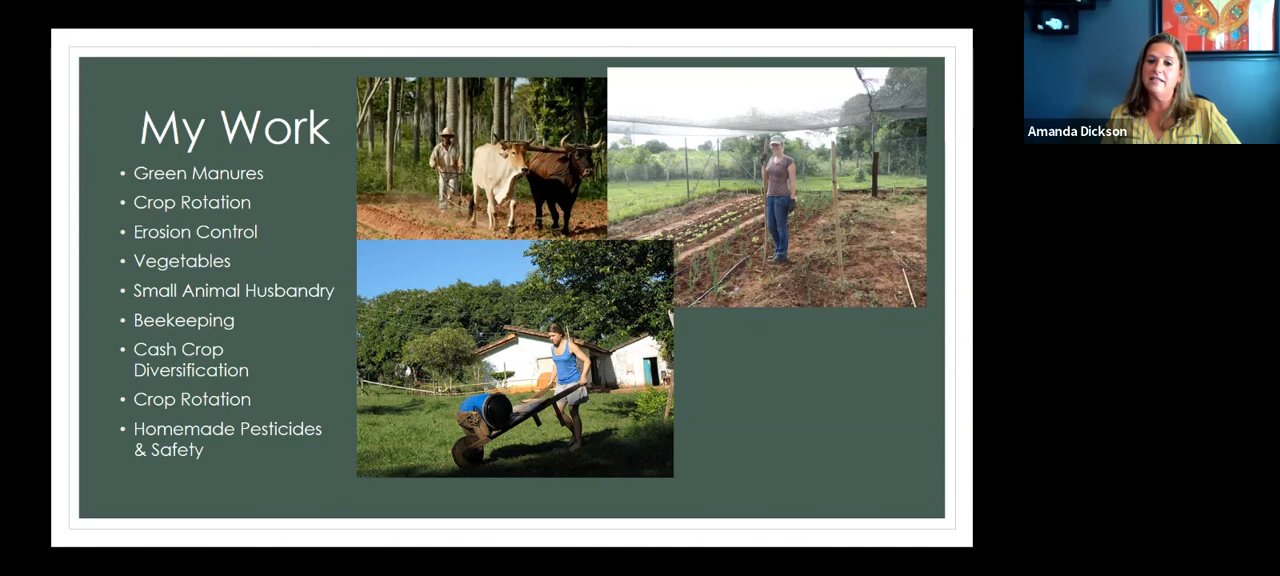 My Work
• Green Manures
• Crop Rotation
• Erosion Control
• Vegetables
• Small Animal Husbandry
• Beekeeping
• Cash Crop
Diversification
• Crop Rotation
• Homemade Pesticides
& Safety
Amanda Dickson